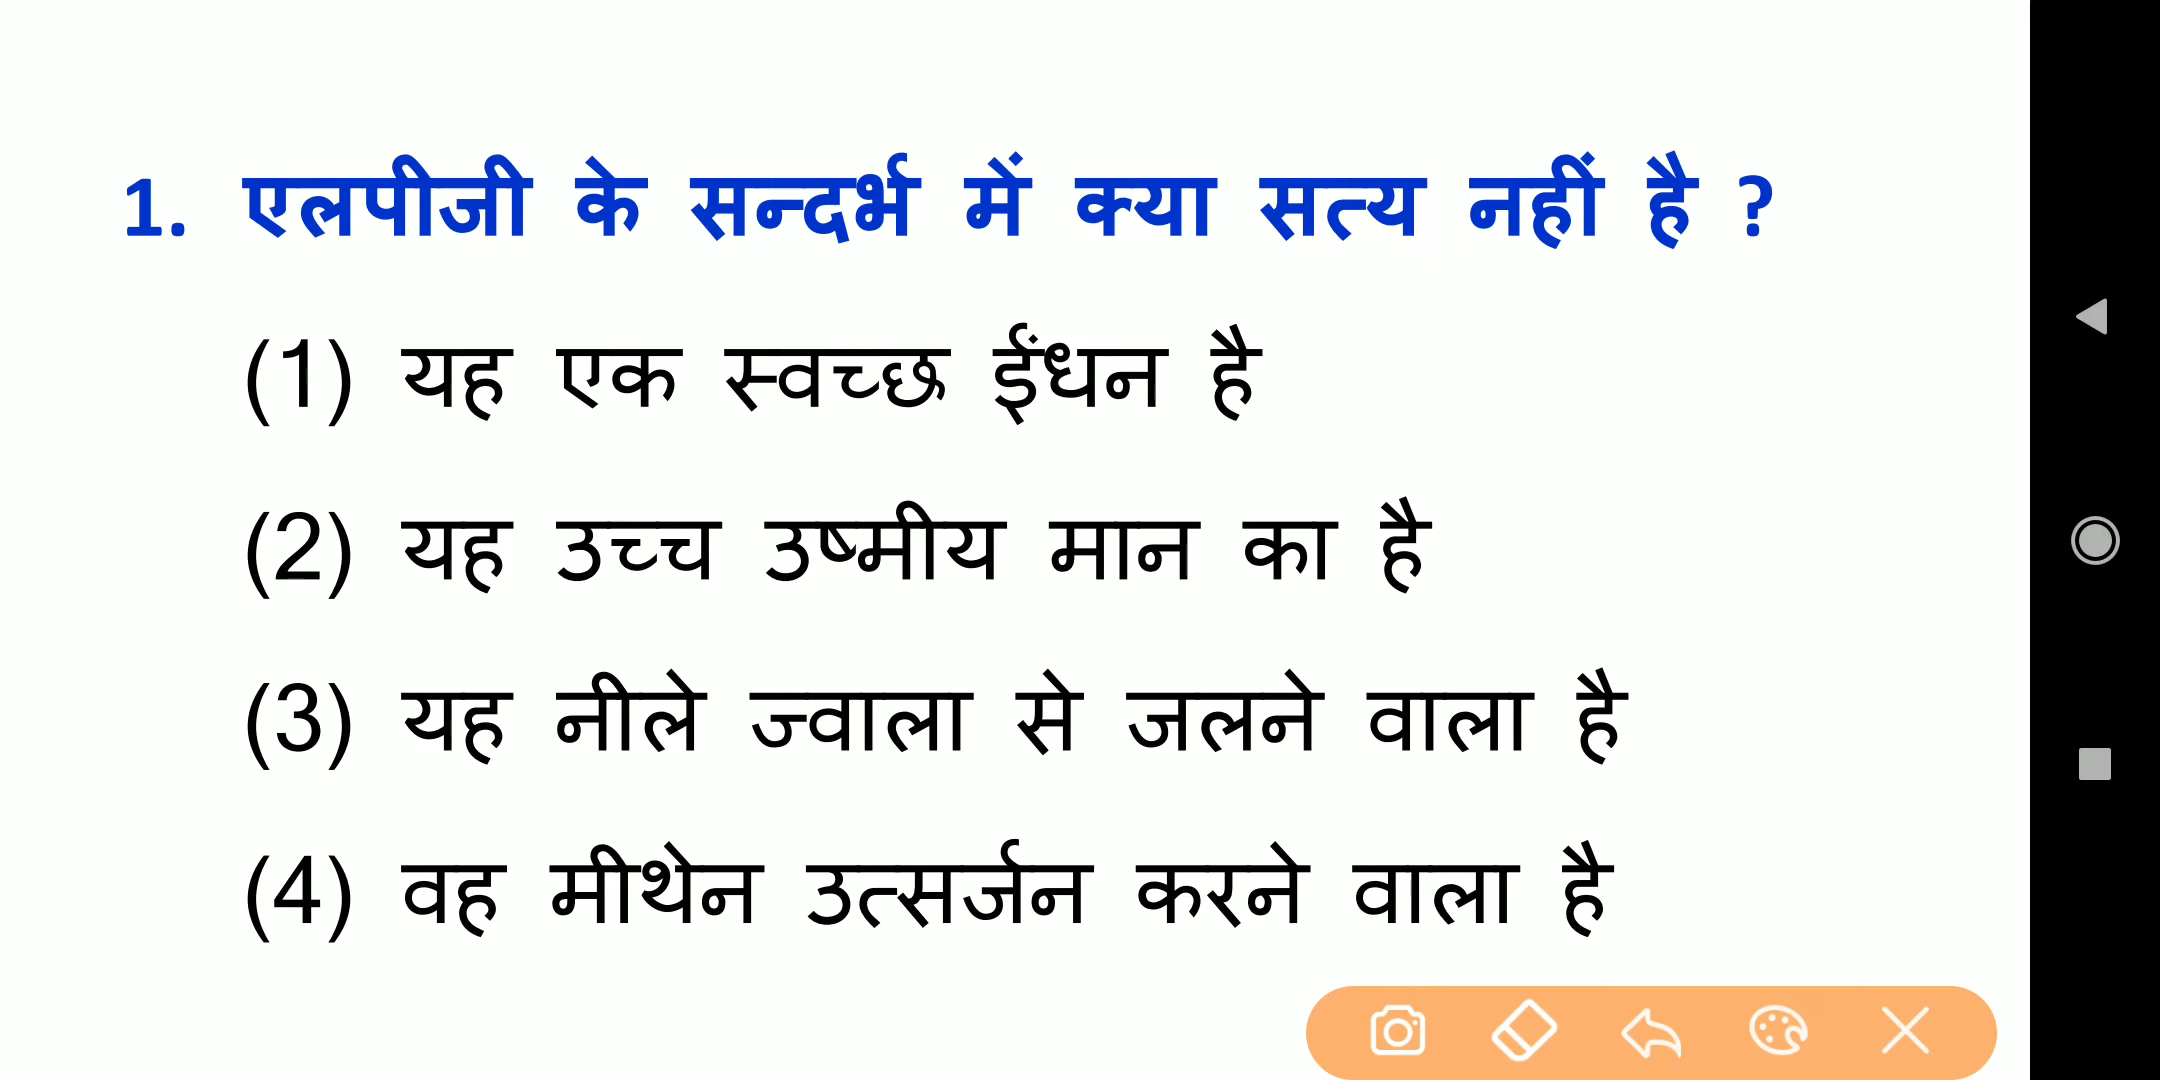 1. एलपीजी के सन्दर्भ में क्या सत्य नहीं है ?
(1) यह एक स्वच्छ ईंधन है
(2) यह उच्च उष्मीय मान का है
(3) यह नीले ज्वाला से जलने वाला है
(4) वह मीथेन उत्सर्जन करने वाला है